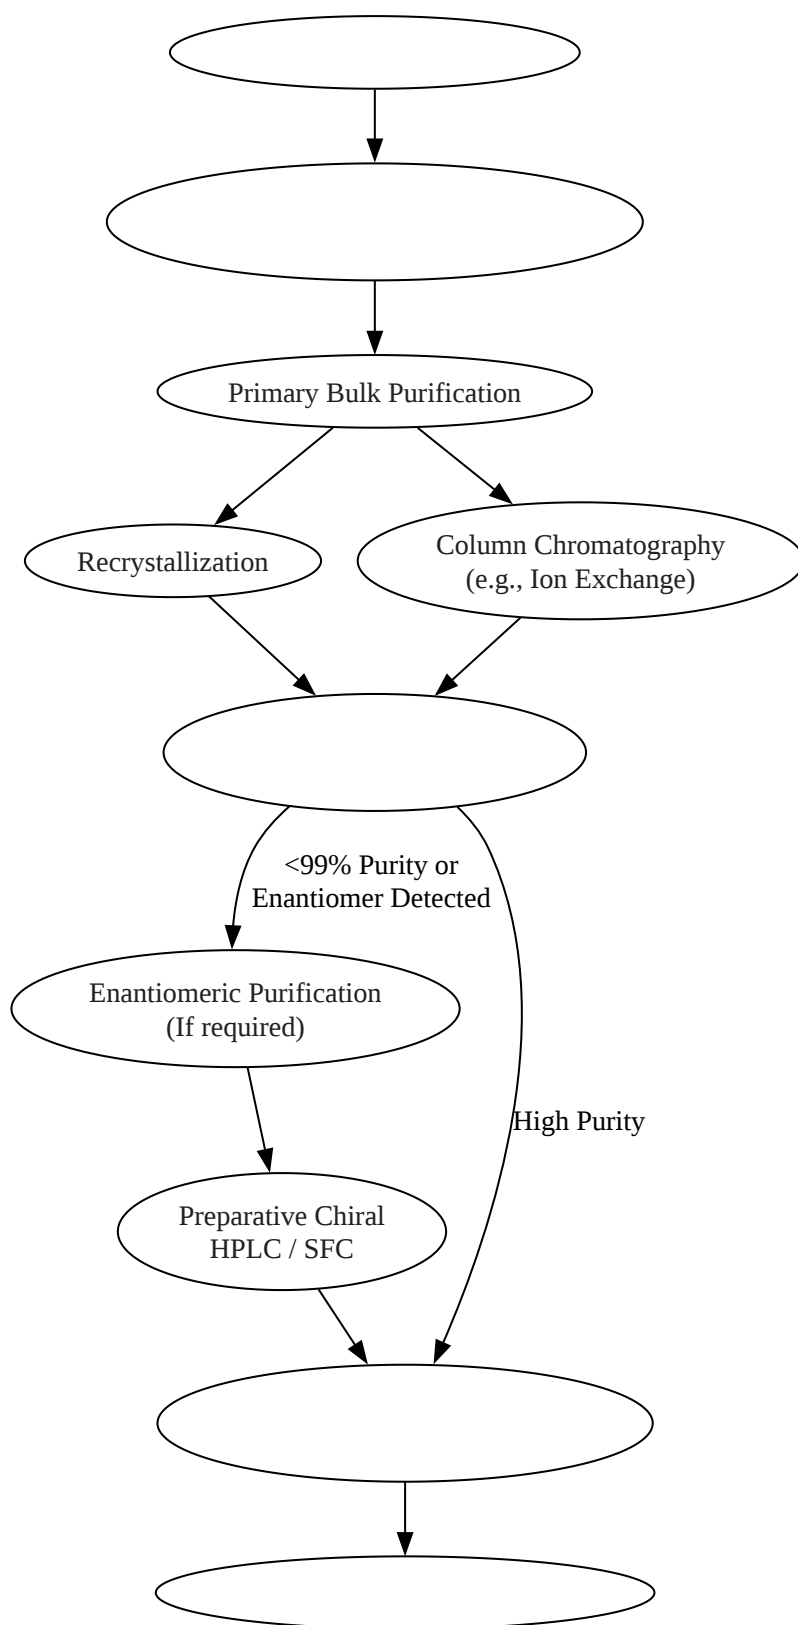 Primary Bulk Purification
Recrystallization
Column Chromatography
(e.g., Ion Exchange)
<99% Purity or
Enantiomer Detected
Enantiomeric Purification
(If required)
High Purity
Preparative Chiral
HPLC / SFC